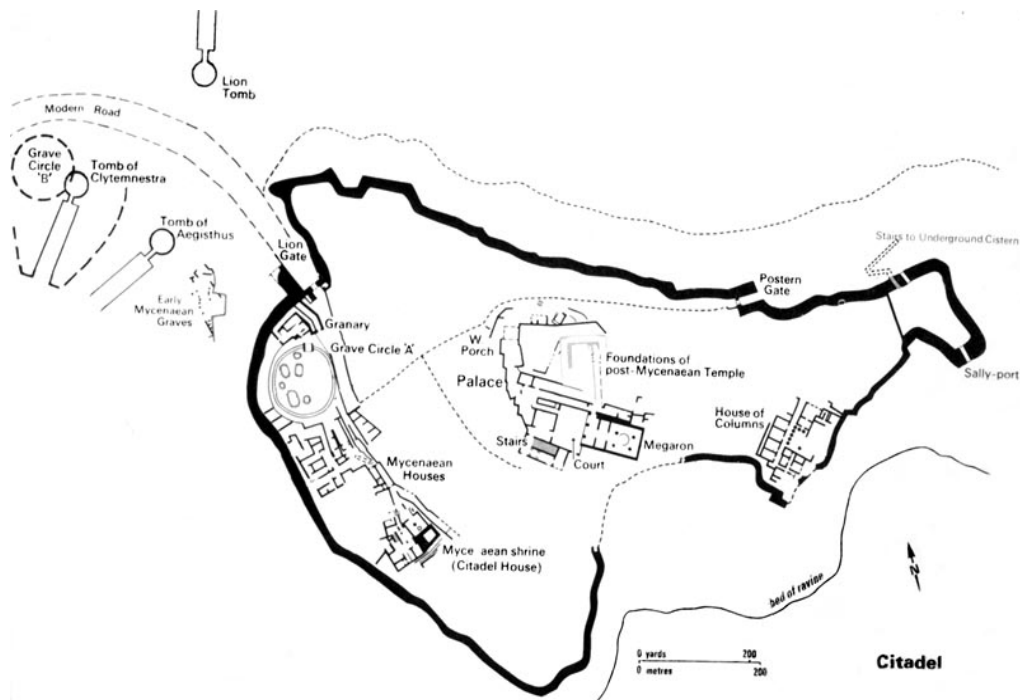 Lion
Tomb
Modern Road
Grave
Circle
'B'
Tomb of
Clytemnestra
Tomb of
Aegisthus
Lion
Gate
Early
Mycenaean
Graves
Granary
Grave Circle 'A'
W
Porch
Palace
Foundations of
post-Mycenaean Temple
Postern
Gate
Stairs to Underground Cistern
Sally-port
House of
Columns
Stairs
Court
Megaron
Mycenaean
Houses
Myce aean shrine
(Citadel House)
bed of ravine
N
0 yards 200
0 metres 200
Citadel